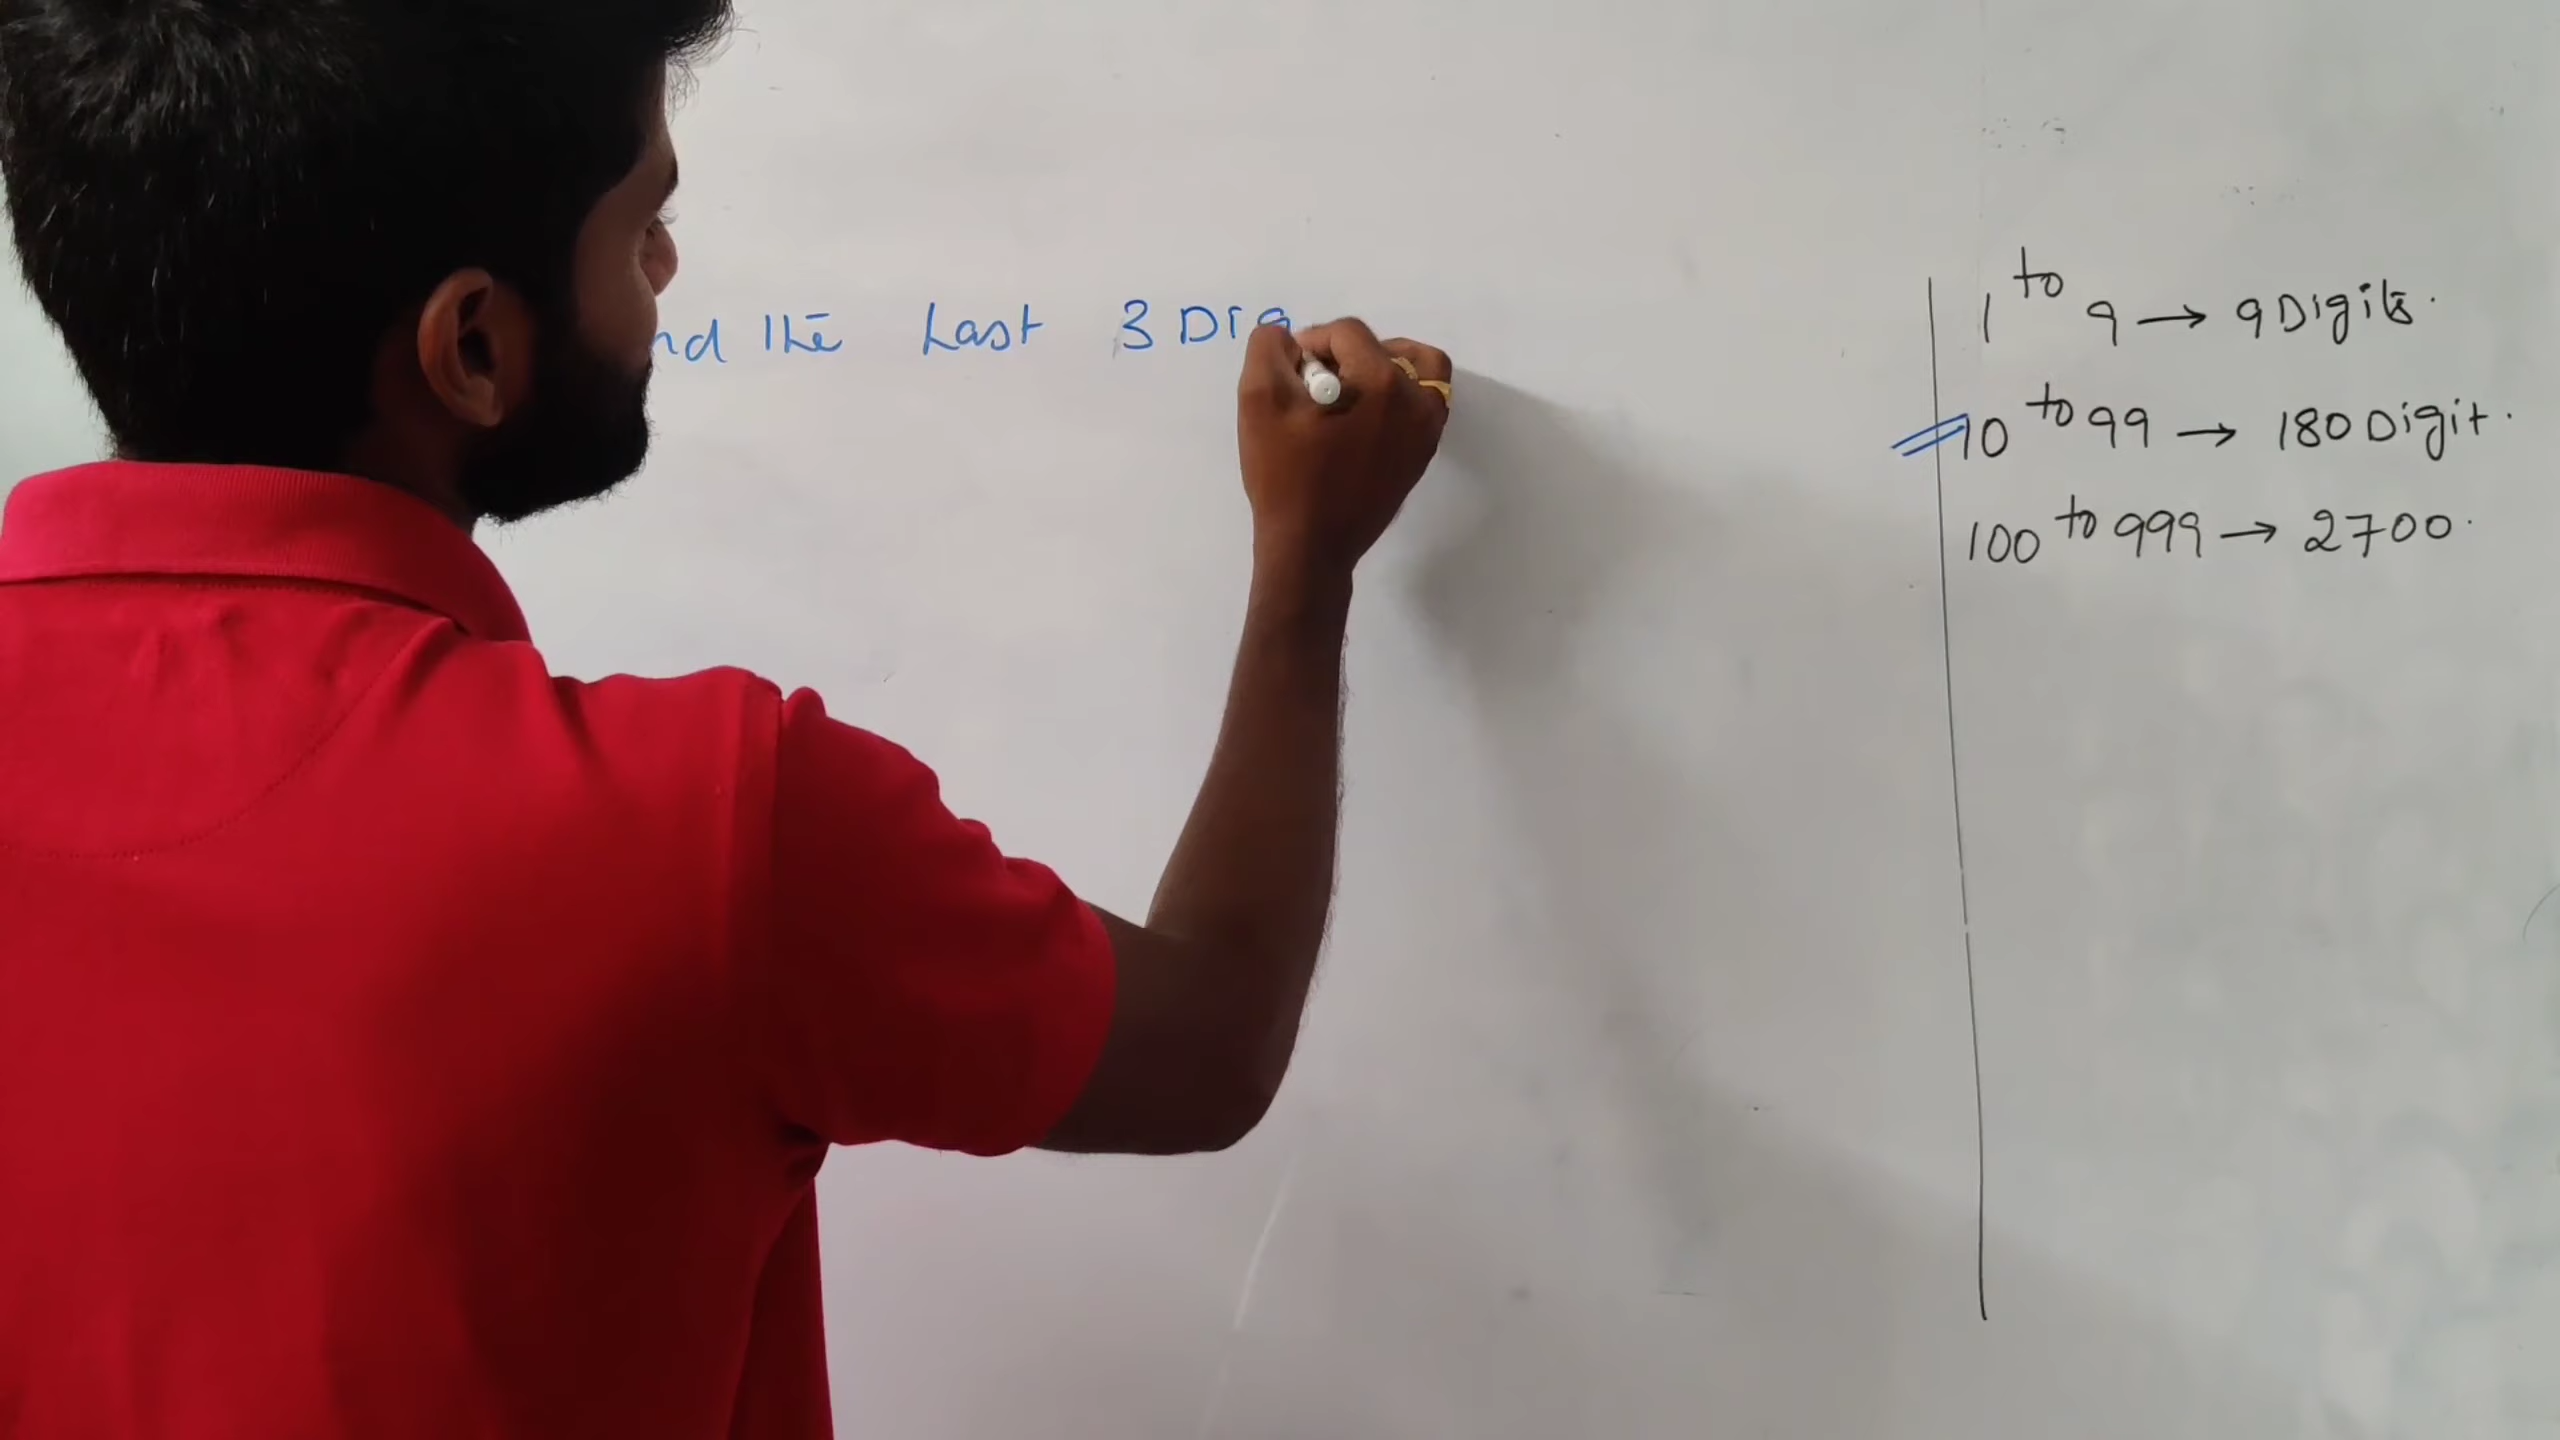 nd the Last 3 Dig
1 to 9 → 9 Digits.
10 to 99 → 180 Digit.
100 to 999 → 2700.